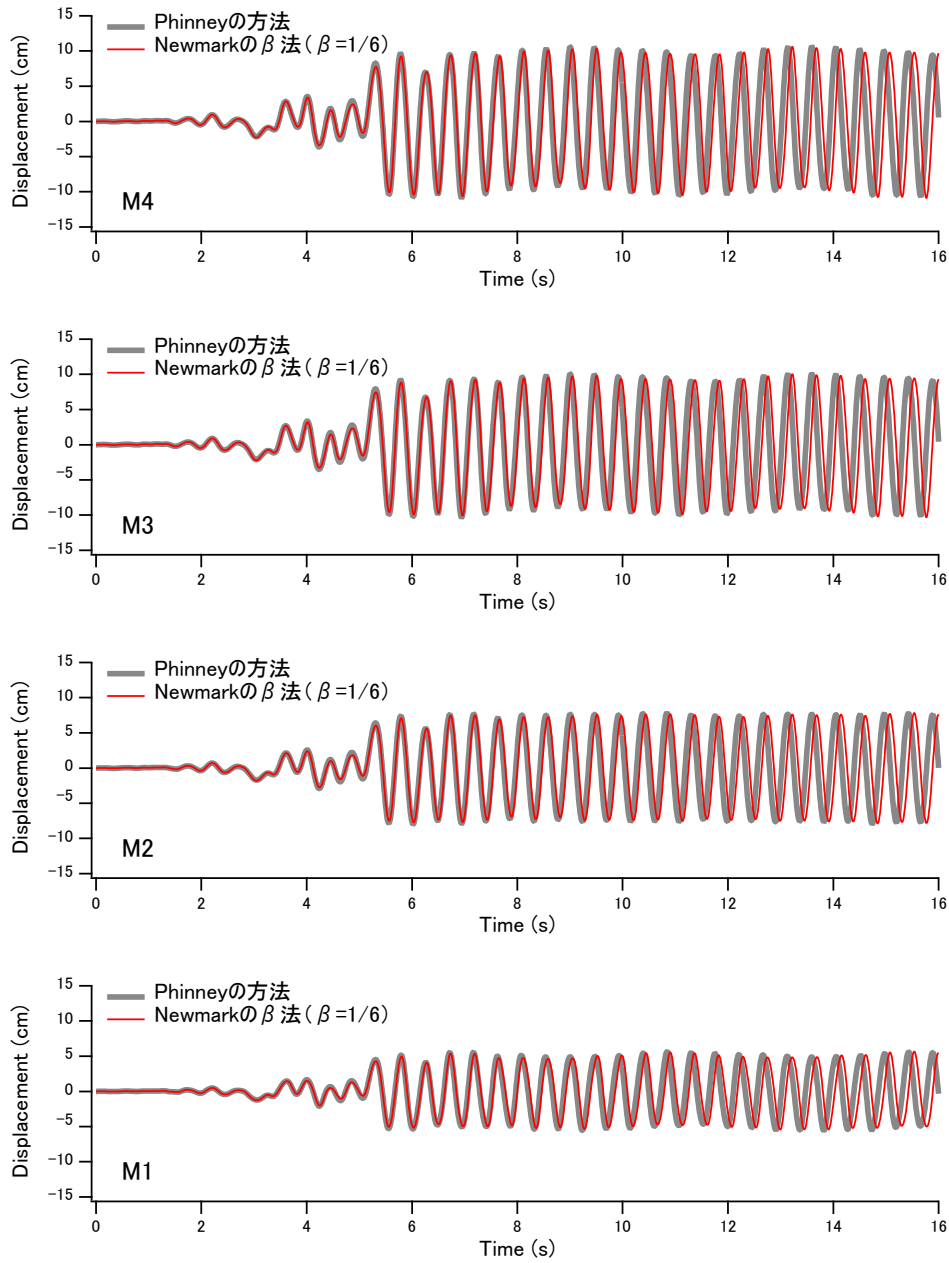 15
Phinneyの方法
Newmarkのβ法(β=1/6)
10
5
0
−5
−10
−15
Displacement (cm)
M4
0 2 4 6 8 10 12 14 16
Time (s)
15
Phinneyの方法
Newmarkのβ法(β=1/6)
10
5
0
−5
−10
−15
Displacement (cm)
M3
0 2 4 6 8 10 12 14 16
Time (s)
15
Phinneyの方法
Newmarkのβ法(β=1/6)
10
5
0
−5
−10
−15
Displacement (cm)
M2
0 2 4 6 8 10 12 14 16
Time (s)
15
Phinneyの方法
Newmarkのβ法(β=1/6)
10
5
0
−5
−10
−15
Displacement (cm)
M1
0 2 4 6 8 10 12 14 16
Time (s)